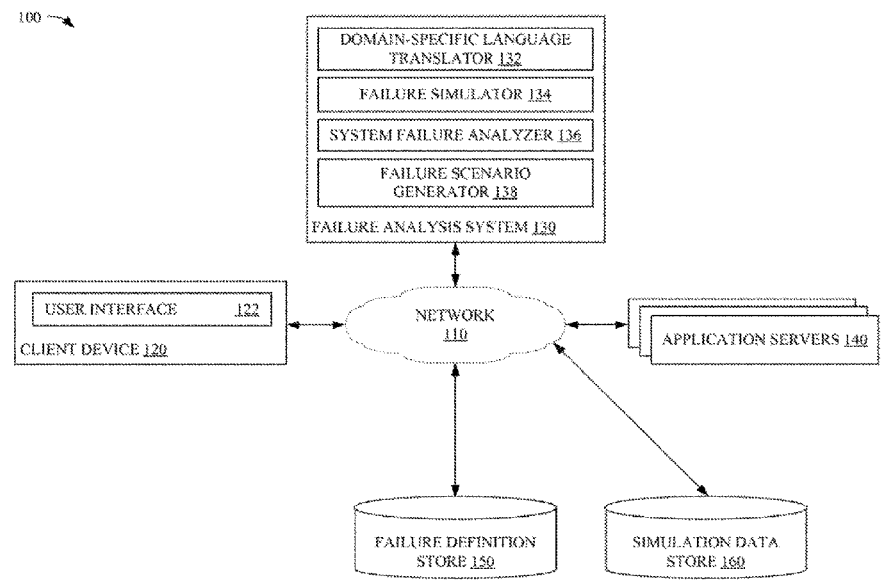 100
DOMAIN-SPECIFIC LANGUAGE
TRANSLATOR 132
FAILURE SIMULATOR 134
SYSTEM FAILURE ANALYZER 136
FAILURE SCENARIO
GENERATOR 138
FAILURE ANALYSIS SYSTEM 130
USER INTERFACE 122
CLIENT DEVICE 120
NETWORK
110
APPLICATION SERVERS 140
FAILURE DEFINITION
STORE 150
SIMULATION DATA
STORE 160